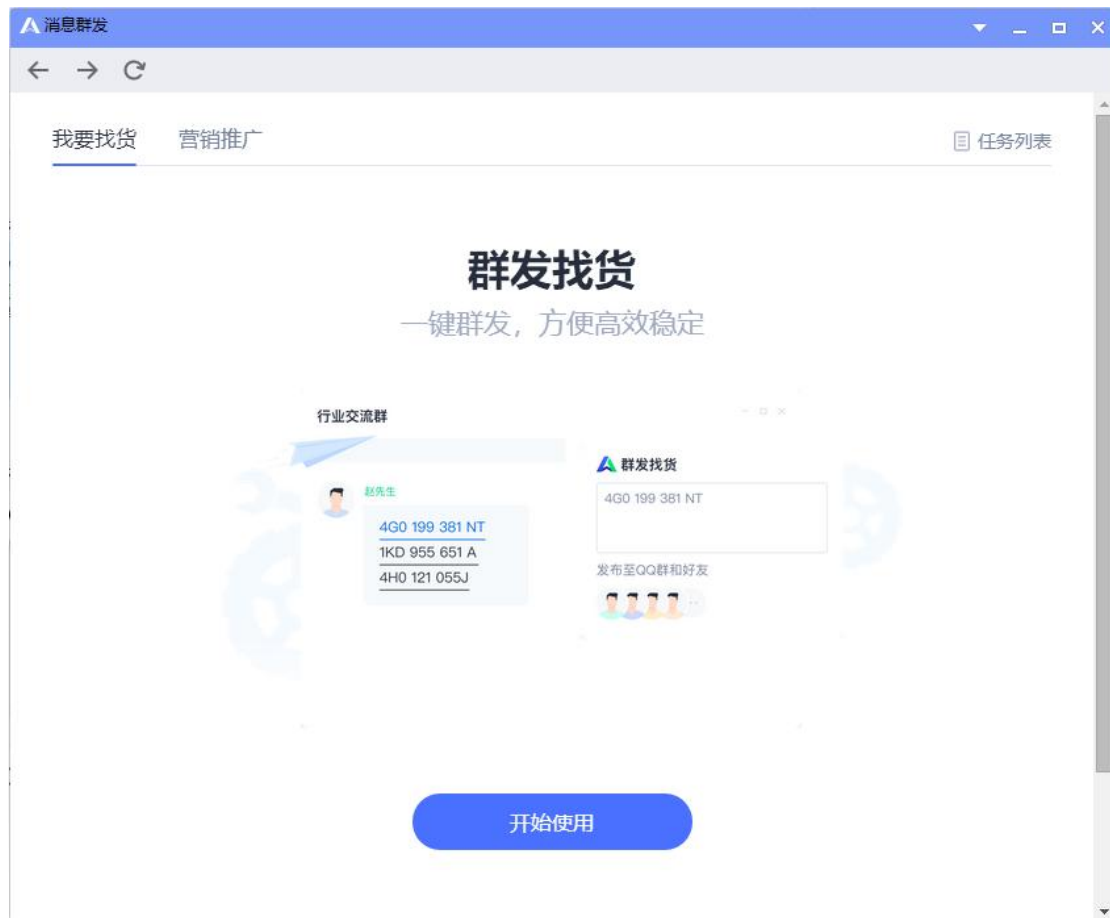 消息群发
我要找货
营销推广
任务列表
群发找货
一键群发，方便高效稳定
行业交流群
群发找货
赵先生
4G0 199 381 NT
4G0 199 381 NT
1KD 955 651 A
4H0 121 055J
发布至QQ群和好友
开始使用